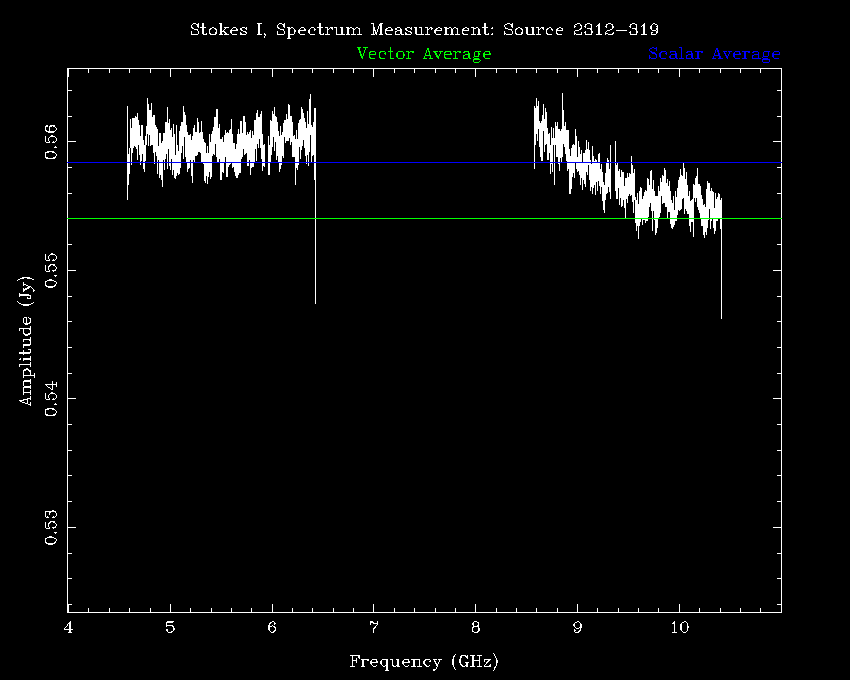 Stokes I, Spectrum Measurement: Source 2312−319
Vector Average Scalar Average
0.56
0.55
0.54
0.53
Amplitude (Jy)
4 5 6 7 8 9 10
Frequency (GHz)